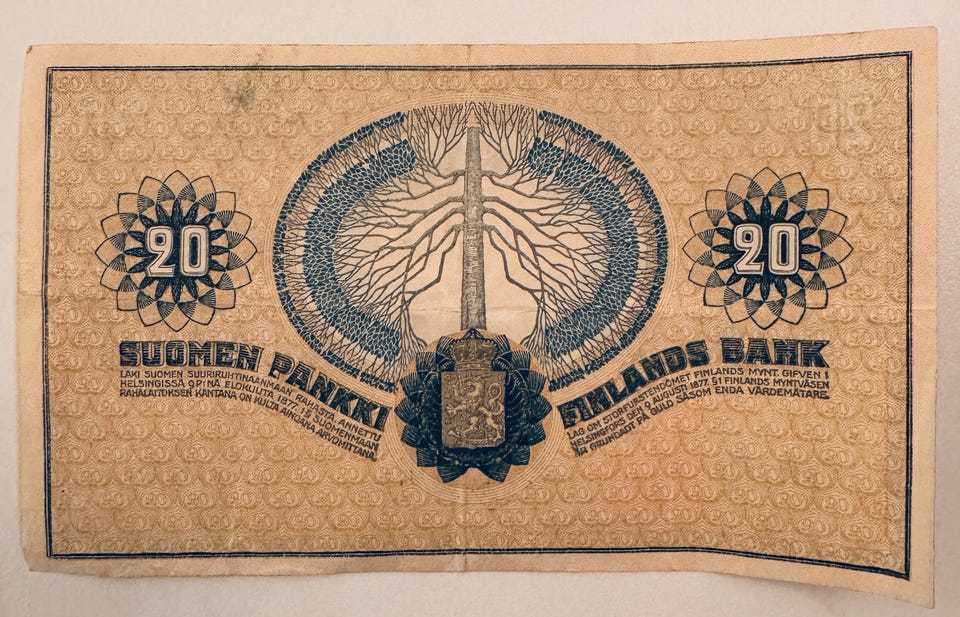 20
20
SUOMEN PANKKI
LAKI SUOMEN SUURIRUHTINAANMAAN RAHASTA. ANNETTU
HELSINGISSÄ 9 P:NÄ ELOKUUTA 1877. 1 § SUOMENMAAN
RAHALAITOKSEN KANTANA ON KULTA AINOANA ARVOMITTANA.
FINLANDS BANK
LAG OM STORFURSTENDÖMET FINLANDS MYNT. GIFVEN I
HELSINGFORS DEN 9 AUGUSTI 1877. §1 FINLANDS MYNTVÄSEN
ÄR GRUNDADT PÅ GULD SÅSOM ENDA VÄRDEMÄTARE.